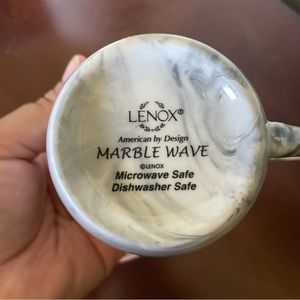 LENOX®
American by Design
MARBLE WAVE
©LENOX
Microwave Safe
Dishwasher Safe